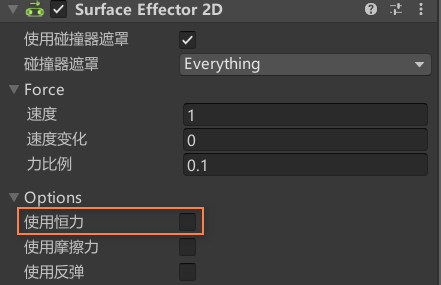 Surface Effector 2D
使用碰撞器遮罩
碰撞器遮罩 Everything
Force
速度 1
速度变化 0
力比例 0.1
Options
使用恒力
使用摩擦力
使用反弹